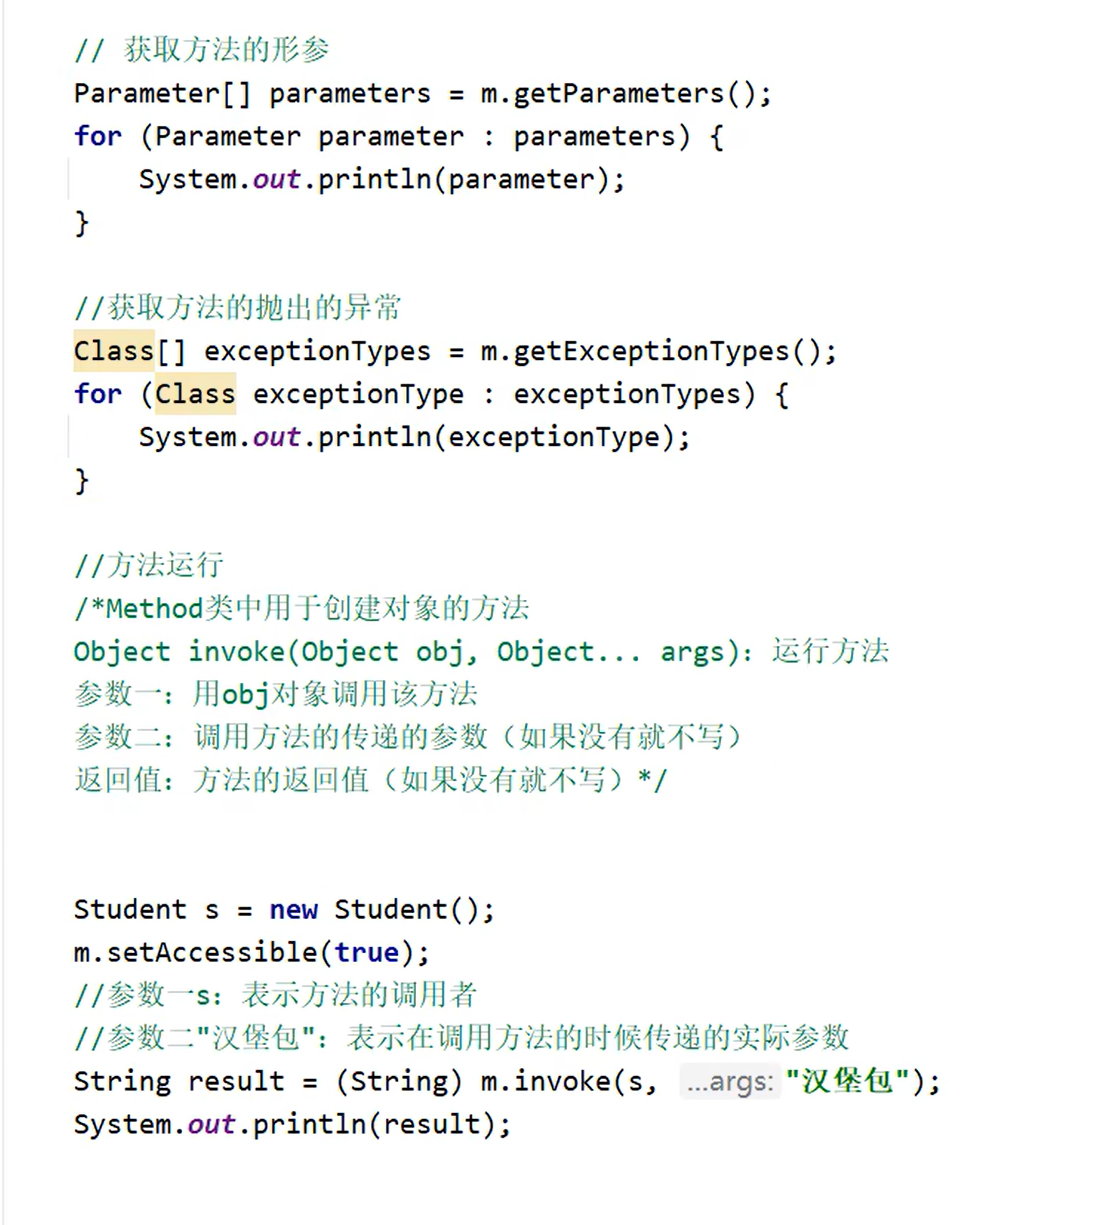 // 获取方法的形参
Parameter[] parameters = m.getParameters();
for (Parameter parameter : parameters) {
    System.out.println(parameter);
}
//获取方法的抛出的异常
Class[] exceptionTypes = m.getExceptionTypes();
for (Class exceptionType : exceptionTypes) {
    System.out.println(exceptionType);
}
//方法运行
/*Method类中用于创建对象的方法
Object invoke(Object obj, Object... args)：运行方法
参数一：用obj对象调用该方法
参数二：调用方法的传递的参数（如果没有就不写）
返回值：方法的返回值（如果没有就不写）*/
Student s = new Student();
m.setAccessible(true);
//参数一s：表示方法的调用者
//参数二"汉堡包"：表示在调用方法的时候传递的实际参数
String result = (String) m.invoke(s, ...args: "汉堡包");
System.out.println(result);